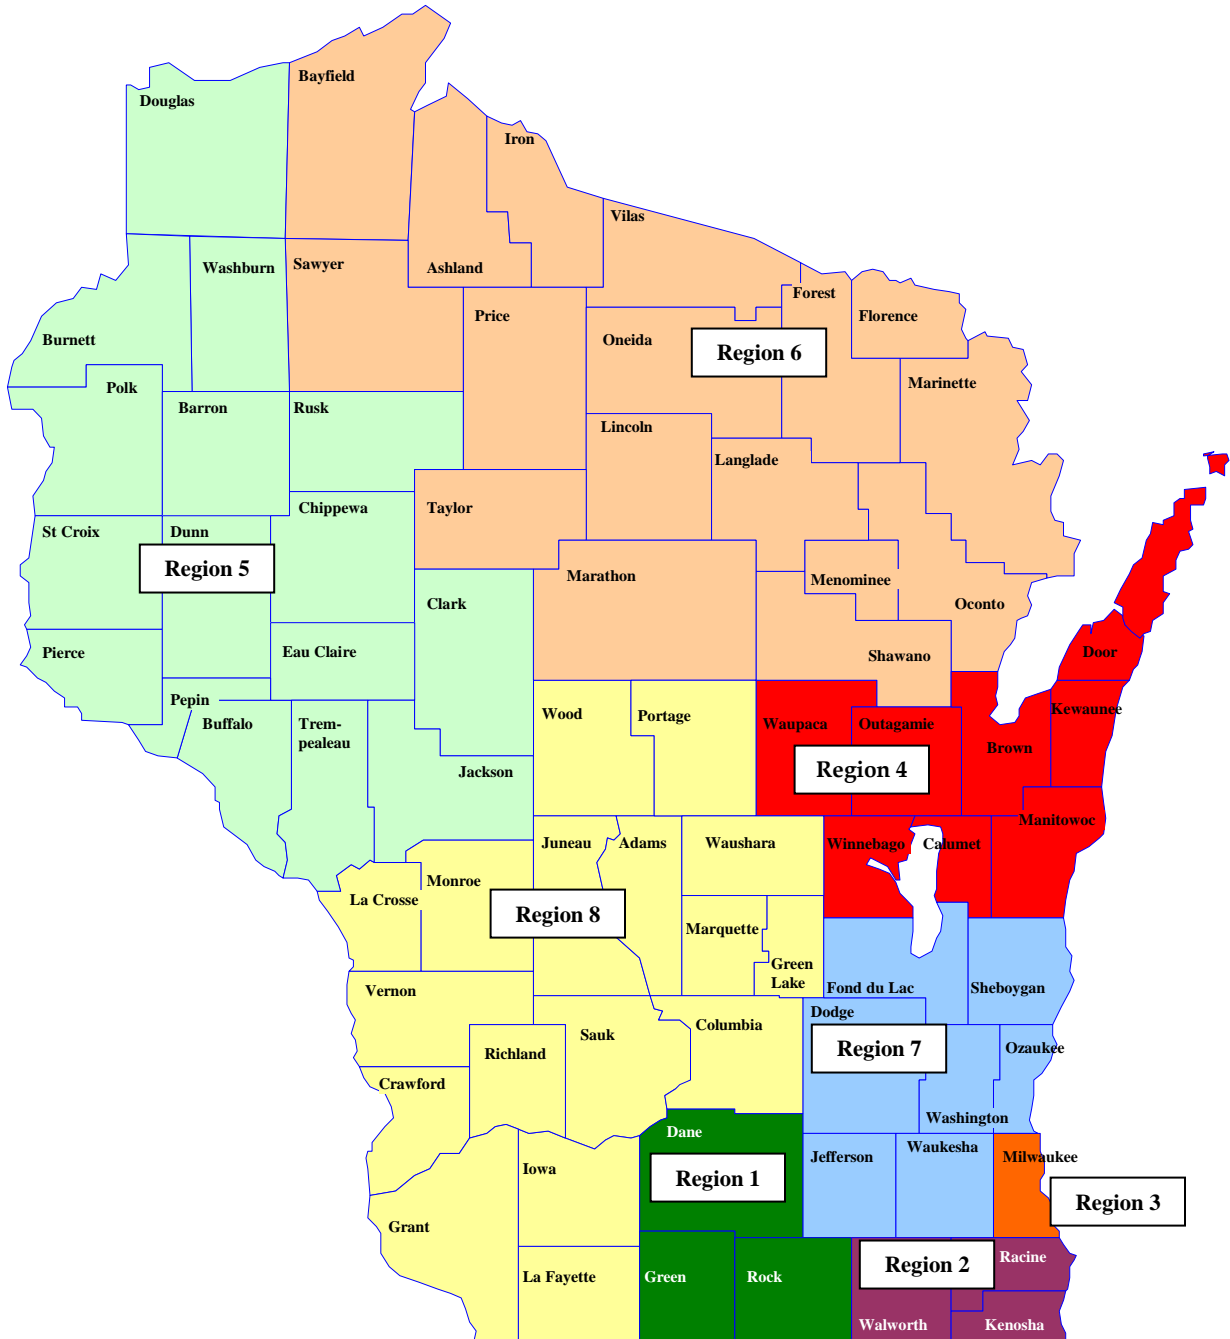 Bayfield
Douglas
Iron
Vilas
Washburn
Sawyer
Ashland
Forest
Price
Florence
Burnett
Oneida
Region 6
Polk
Marinette
Barron
Rusk
Lincoln
Langlade
Chippewa
Taylor
St Croix
Dunn
Region 5
Marathon
Menominee
Clark
Oconto
Pierce
Eau Claire
Shawano
Door
Pepin
Kewaunee
Buffalo
Trem-
pealeau
Wood
Portage
Waupaca
Outagamie
Brown
Jackson
Region 4
Manitowoc
Juneau
Adams
Waushara
Winnebago
Calumet
Monroe
La Crosse
Region 8
Marquette
Green
Lake
Vernon
Fond du Lac
Sheboygan
Dodge
Columbia
Sauk
Richland
Region 7
Ozaukee
Crawford
Washington
Dane
Waukesha
Jefferson
Milwaukee
Iowa
Region 1
Region 3
Grant
Racine
Region 2
La Fayette
Green
Rock
Walworth
Kenosha